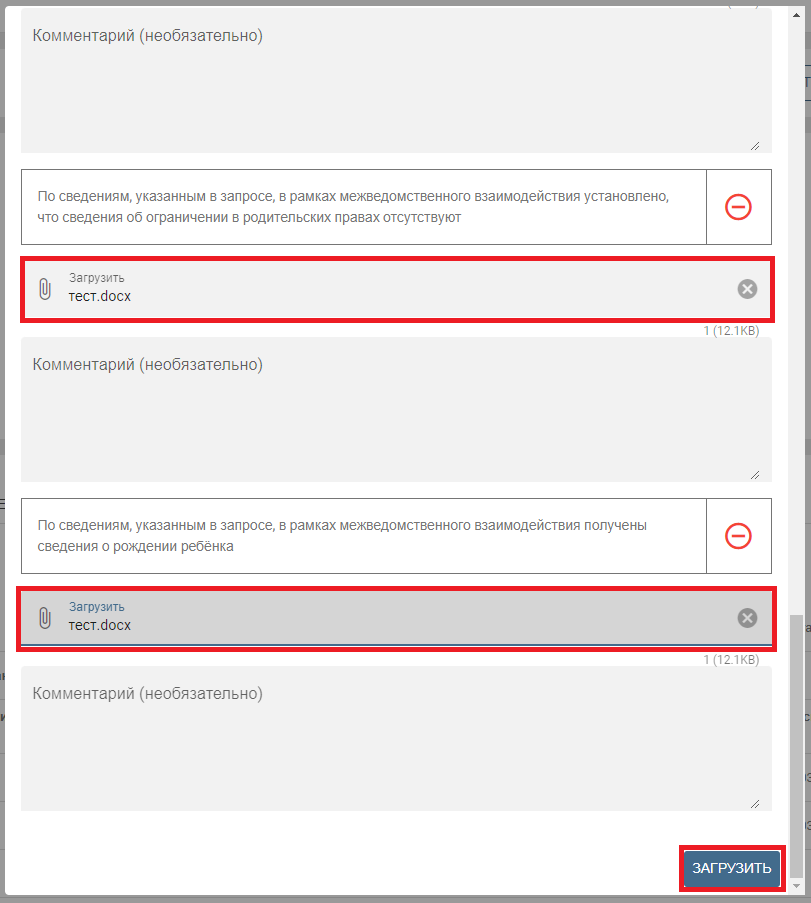 Комментарий (необязательно)
По сведениям, указанным в запросе, в рамках межведомственного взаимодействия установлено,
что сведения об ограничении в родительских правах отсутствуют
Загрузить
тест.docx
1 (12.1KB)
Комментарий (необязательно)
По сведениям, указанным в запросе, в рамках межведомственного взаимодействия получены
сведения о рождении ребёнка
Загрузить
тест.docx
1 (12.1KB)
Комментарий (необязательно)
ЗАГРУЗИТЬ